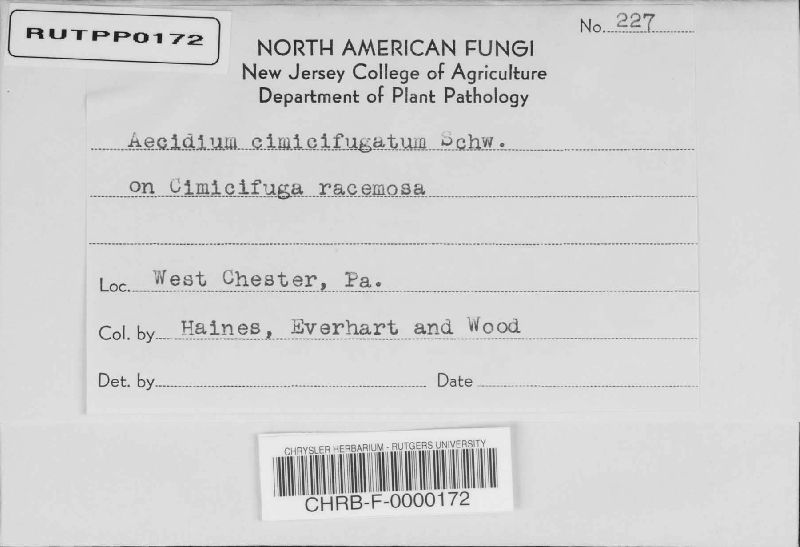 RUTPP0172
No. 227
NORTH AMERICAN FUNGI
New Jersey College of Agriculture
Department of Plant Pathology
Aecidium cimicifugatum Schw.
on Cimicifuga racemosa
Loc. West Chester, Pa.
Col. by Haines, Everhart and Wood
Det. by Date
CHRYSLER HERBARIUM - RUTGERS UNIVERSITY
CHRB-F-0000172